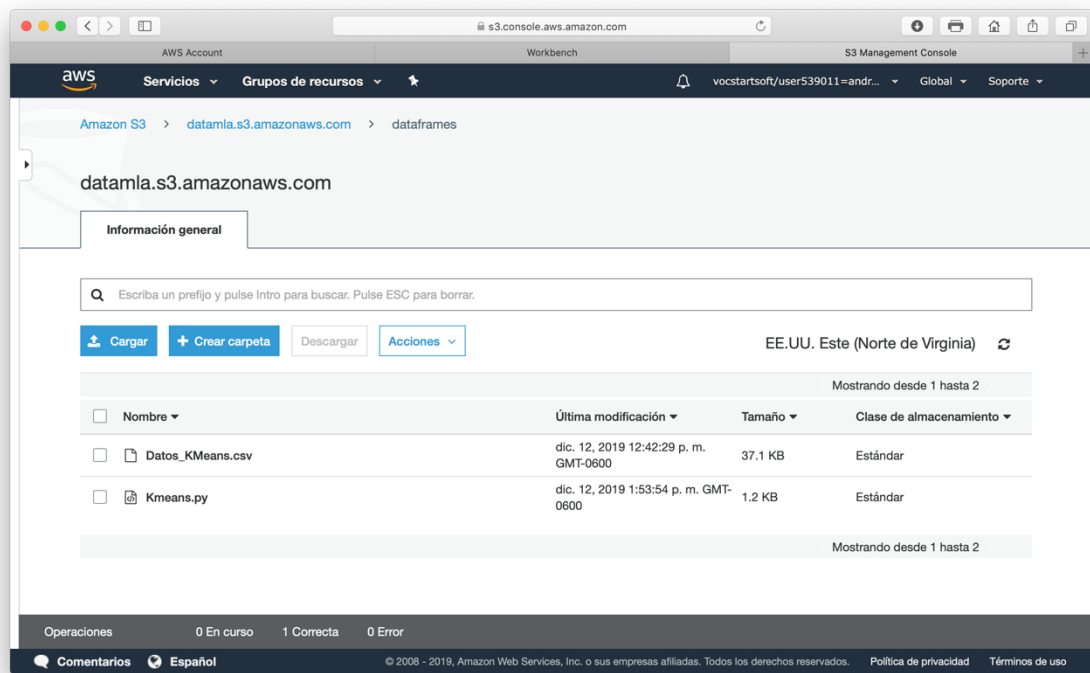 s3.console.aws.amazon.com
AWS Account
Workbench
S3 Management Console
aws
Servicios
Grupos de recursos
vocstartsoft/user539011=andr...
Global
Soporte
Amazon S3 > datamla.s3.amazonaws.com > dataframes
datamla.s3.amazonaws.com
Información general
Escriba un prefijo y pulse Intro para buscar. Pulse ESC para borrar.
Cargar
+ Crear carpeta
Descargar
Acciones
EE.UU. Este (Norte de Virginia)
Mostrando desde 1 hasta 2
Nombre
Última modificación
Tamaño
Clase de almacenamiento
Datos_KMeans.csv
dic. 12, 2019 12:42:29 p. m.
GMT-0600
37.1 KB
Estándar
Kmeans.py
dic. 12, 2019 1:53:54 p. m. GMT-
0600
1.2 KB
Estándar
Mostrando desde 1 hasta 2
Operaciones
0 En curso
1 Correcta
0 Error
Comentarios
Español
© 2008 - 2019, Amazon Web Services, Inc. o sus empresas afiliadas. Todos los derechos reservados.
Política de privacidad
Términos de uso